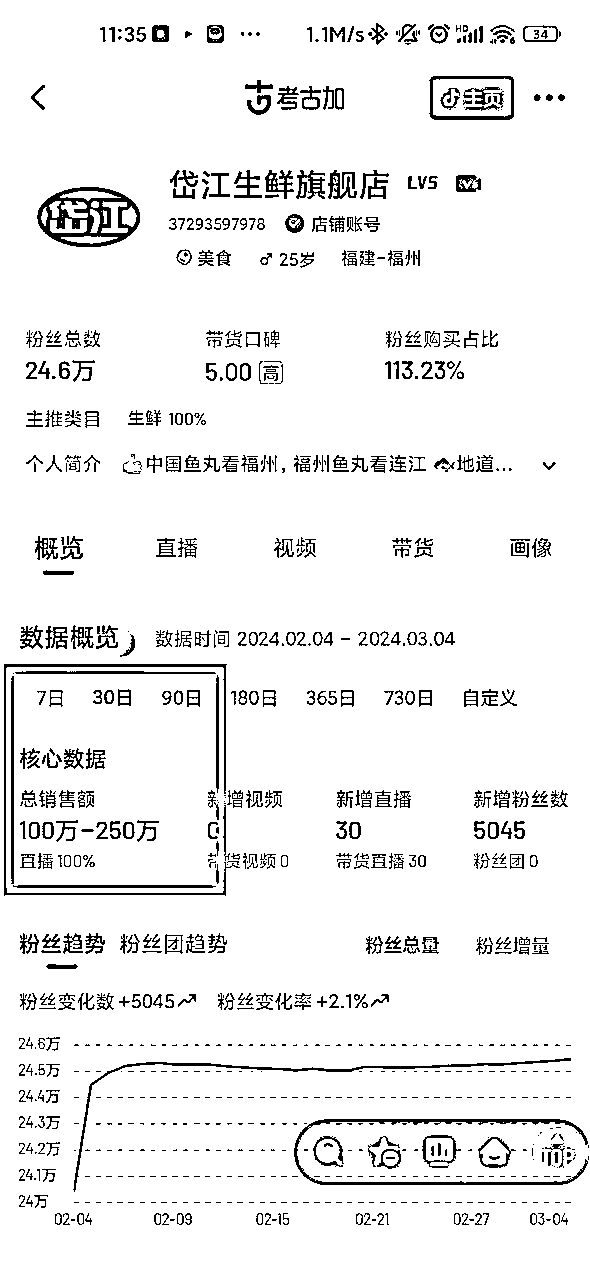 11:35 ... 1.1M/s HD 34
考古加 主页
岱江生鲜旗舰店 LV5
岱江
37293597978 店铺账号
美食 ♂25岁 福建-福州
粉丝总数 带货口碑 粉丝购买占比
24.6万 5.00 高 113.23%
主推类目 生鲜 100%
个人简介 中国鱼丸看福州，福州鱼丸看连江 地道...
概览 直播 视频 带货 画像
数据概览 数据时间 2024.02.04 - 2024.03.04
7日 30日 90日 180日 365日 730日 自定义
核心数据
总销售额 新增视频 新增直播 新增粉丝数
100万-250万 0 30 5045
直播 100% 带货视频 0 带货直播 30 粉丝团 0
粉丝趋势 粉丝团趋势 粉丝总量 粉丝增量
粉丝变化数 +5045 粉丝变化率 +2.1%
24.6万
24.5万
24.4万
24.3万
24.2万
24.1万
24万
02-04 02-09 02-15 02-21 02-27 03-04